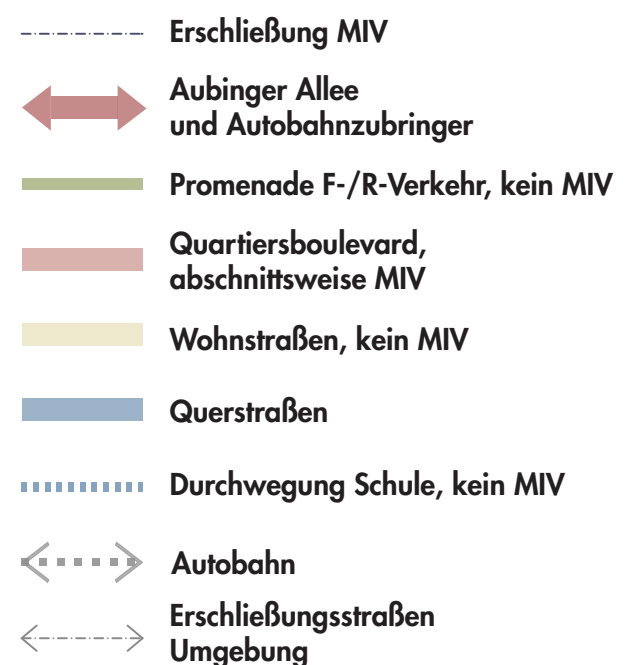 Erschließung MIV
Aubinger Allee
und Autobahnzubringer
Promenade F-/R-Verkehr, kein MIV
Quartiersboulevard,
abschnittsweise MIV
Wohnstraßen, kein MIV
Querstraßen
Durchwegung Schule, kein MIV
Autobahn
Erschließungsstraßen
Umgebung